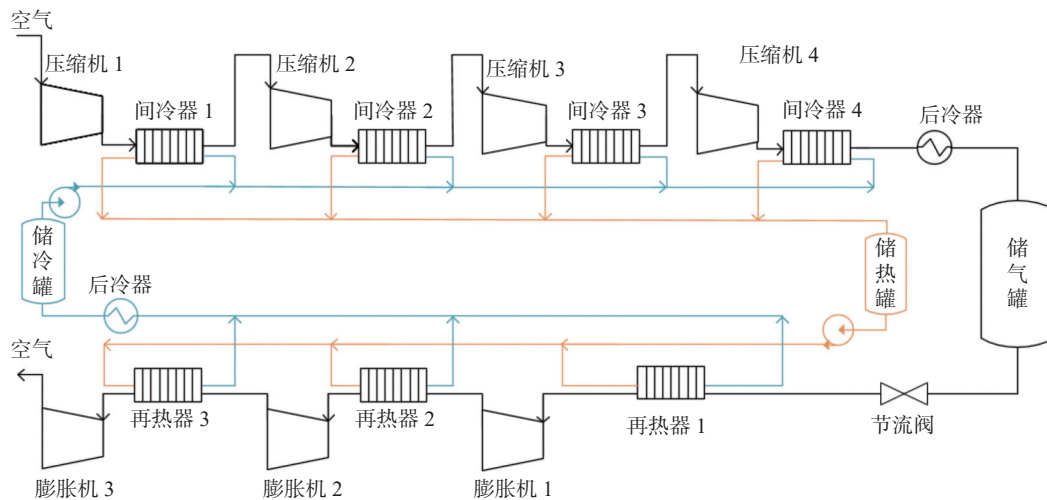 空气
压缩机 1
压缩机 2
压缩机 3
压缩机 4
间冷器 1
间冷器 2
间冷器 3
间冷器 4
后冷器
储冷罐
储热罐
储气罐
后冷器
空气
再热器 3
再热器 2
再热器 1
节流阀
膨胀机 3
膨胀机 2
膨胀机 1